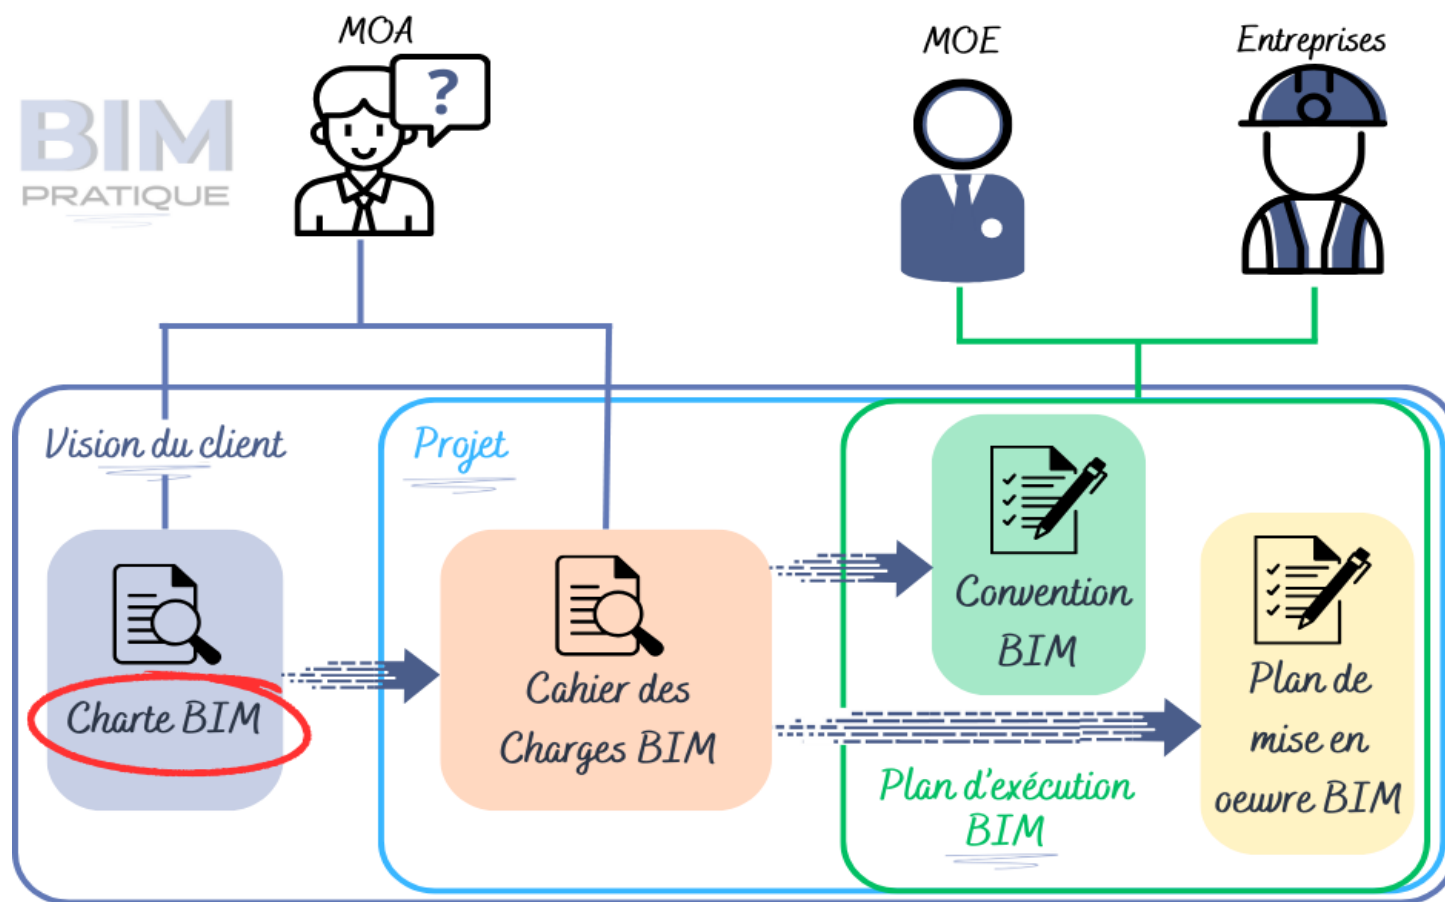 MOA
MOE
Entreprises
?
BIM
PRATIQUE
Vision du client
Projet
Charte BIM
Cahier des
Charges BIM
Convention
BIM
Plan de
mise en
oeuvre BIM
Plan d'exécution
BIM